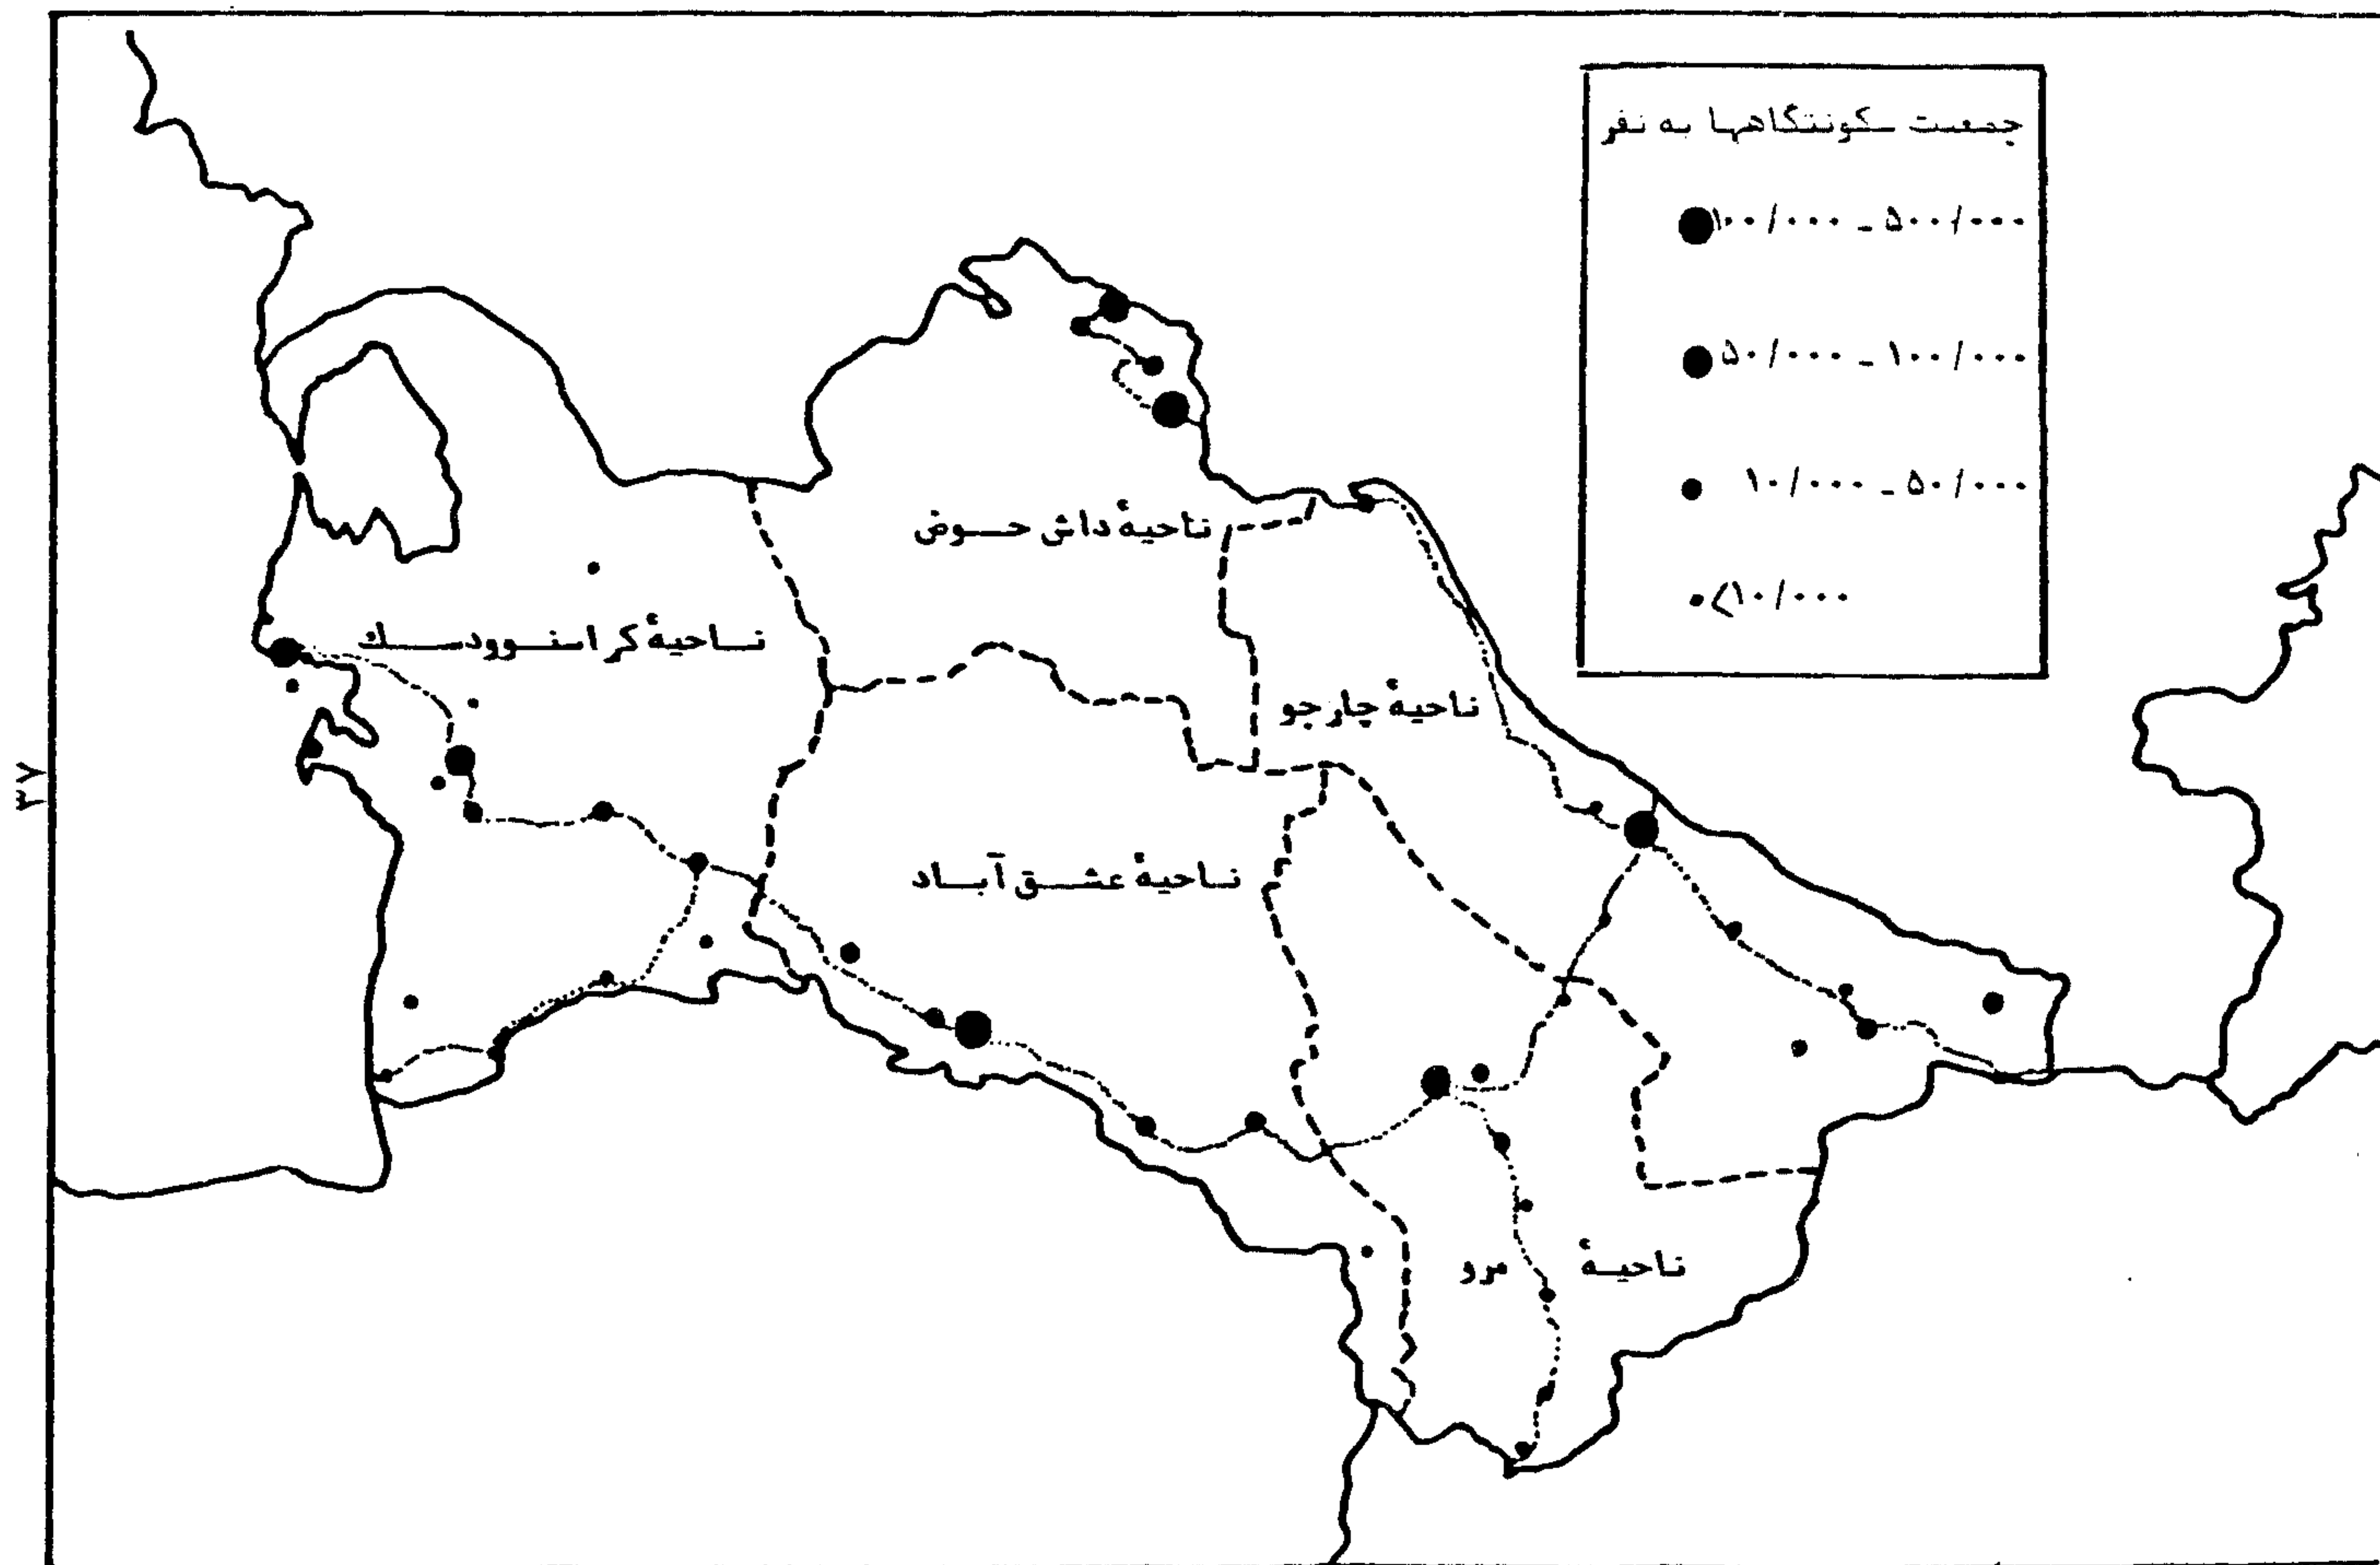 جمعیت سکونتگاهها به نفر
۱۰۰/۰۰۰ - ۵۰۰/۰۰۰
۵۰/۰۰۰ - ۱۰۰/۰۰۰
۱۰/۰۰۰ - ۵۰/۰۰۰
<۱۰/۰۰۰
ناحیهٔ داش حوض
ناحیهٔ کراسنوودسک
ناحیهٔ چارجو
ناحیهٔ عشق آباد
ناحیهٔ مرو
۳۷